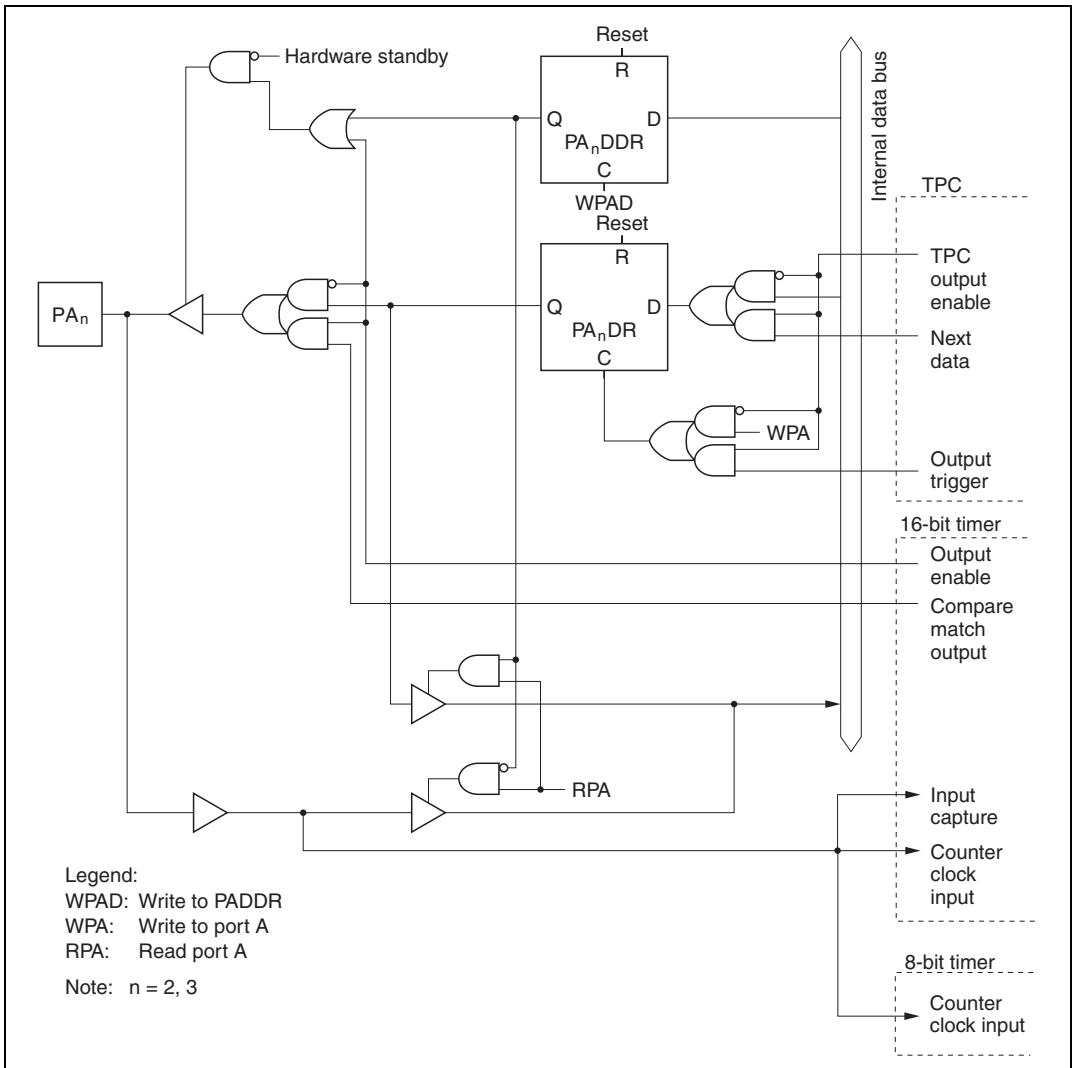 Reset
Hardware standby
R
Q
D
PAnDDR
C
WPAD
Internal data bus
TPC
Reset
R
TPC
output
enable
PAn
Q
D
PAnDR
C
Next
data
WPA
Output
trigger
16-bit timer
Output
enable
Compare
match
output
RPA
Input
capture
Counter
clock
input
Legend:
WPAD: Write to PADDR
WPA: Write to port A
RPA: Read port A
Note: n = 2, 3
8-bit timer
Counter
clock input